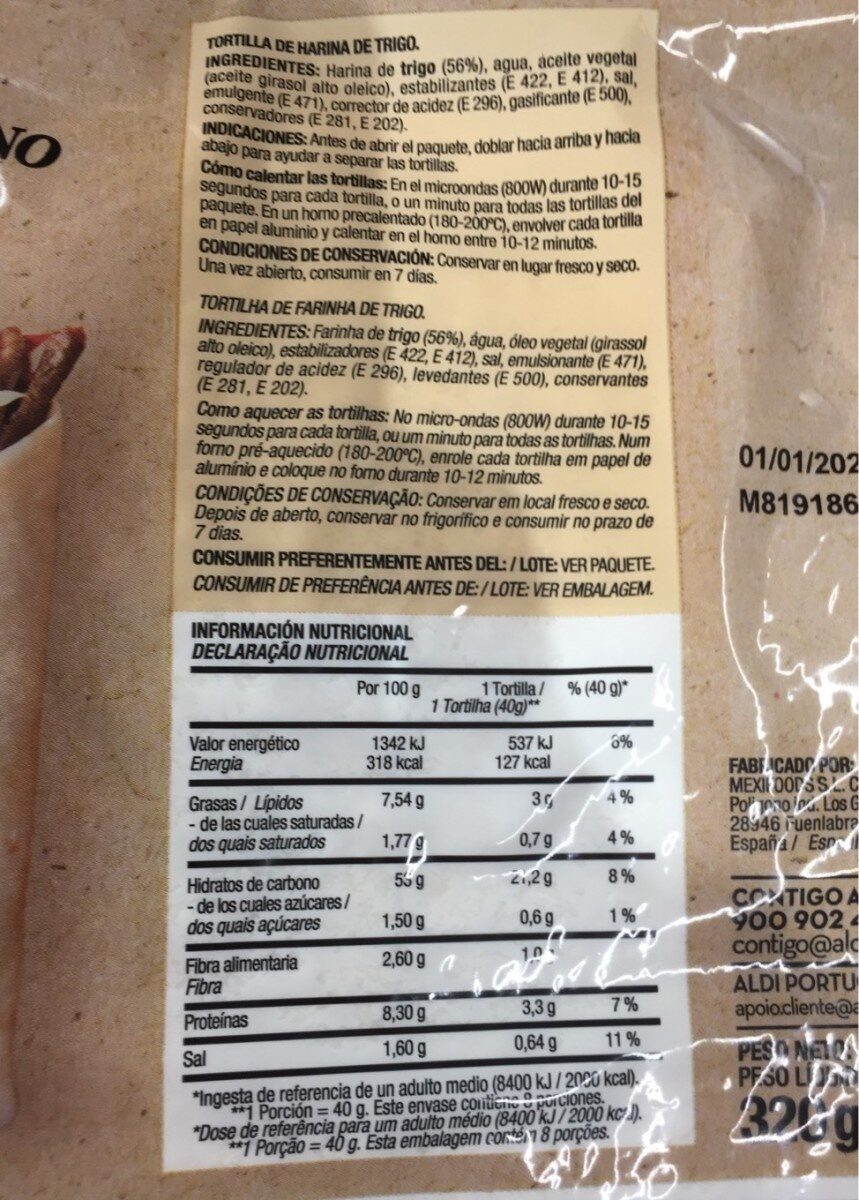 NO
TORTILLA DE HARINA DE TRIGO.
INGREDIENTES: Harina de trigo (56%), agua, aceite vegetal
(aceite girasol alto oleico), estabilizantes (E 422, E 412), sal,
emulgente (E 471), corrector de acidez (E 296), gasificante (E 500),
conservadores (E 281, E 202).
INDICACIONES: Antes de abrir el paquete, doblar hacia arriba y hacia
abajo para ayudar a separar las tortillas.
Cómo calentar las tortillas: En el microondas (800W) durante 10-15
segundos para cada tortilla, o un minuto para todas las tortillas del
paquete. En un horno precalentado (180-200ºC), envolver cada tortilla
en papel aluminio y calentar en el horno entre 10-12 minutos.
CONDICIONES DE CONSERVACIÓN: Conservar en lugar fresco y seco.
Una vez abierto, consumir en 7 días.
TORTILHA DE FARINHA DE TRIGO.
INGREDIENTES: Farinha de trigo (56%), água, óleo vegetal (girassol
alto oleico), estabilizadores (E 422, E 412), sal, emulsionante (E 471),
regulador de acidez (E 296), levedantes (E 500), conservantes
(E 281, E 202).
Como aquecer as tortilhas: No micro-ondas (800W) durante 10-15
segundos para cada tortilla, ou um minuto para todas as tortilhas. Num
forno pré-aquecido (180-200ºC), enrole cada tortilha em papel de
alumínio e coloque no forno durante 10-12 minutos.
CONDIÇÕES DE CONSERVAÇÃO: Conservar em local fresco e seco.
Depois de aberto, conservar no frigorífico e consumir no prazo de
7 dias.
CONSUMIR PREFERENTEMENTE ANTES DEL: / LOTE: VER PAQUETE.
CONSUMIR DE PREFERÊNCIA ANTES DE: / LOTE: VER EMBALAGEM.
INFORMACIÓN NUTRICIONAL
DECLARAÇÃO NUTRICIONAL
Por 100 g 1 Tortilla / % (40 g)*
1 Tortilha (40g)**
Valor energético 1342 kJ 537 kJ 6%
Energia 318 kcal 127 kcal
Grasas / Lípidos 7,54 g 3 g 4 %
- de las cuales saturadas /
dos quais saturados 1,77 g 0,7 g 4 %
Hidratos de carbono 53 g 21,2 g 8 %
- de los cuales azúcares /
dos quais açúcares 1,50 g 0,6 g 1 %
Fibra alimentaria 2,60 g
Fibra
Proteínas 8,30 g 3,3 g 7 %
Sal 1,60 g 0,64 g 11 %
*Ingesta de referencia de un adulto medio (8400 kJ / 2000 kcal).
**1 Porción = 40 g. Este envase contiene 8 porciones.
*Dose de referência para um adulto médio (8400 kJ / 2000 kcal).
**1 Porção = 40 g. Esta embalagem contém 8 porções.
01/01/202
M819186
FABRICADO POR:
MEXIFOODS S.L. C
Polígono Ind. Los G
28946 Fuenlabra
España /
CONTIGO A
900 902
contigo@ald
ALDI PORTU
apoio.cliente@a
PESO NETO:
PESO LÍQUI
320 g